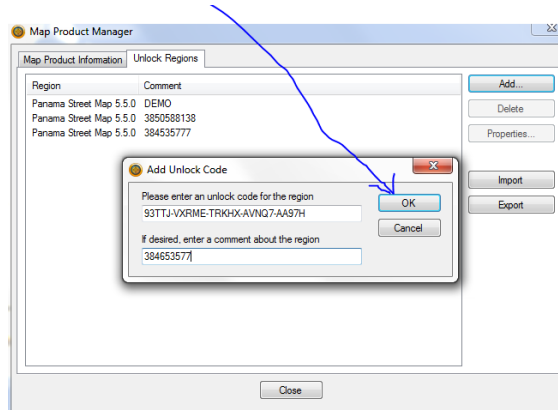 Map Product Manager
Map Product Information Unlock Regions
Region Comment Add...
Panama Street Map 5.5.0 DEMO
Panama Street Map 5.5.0 3850588138 Delete
Panama Street Map 5.5.0 384535777 Properties...
Add Unlock Code
Please enter an unlock code for the region
93TTJ-VXRME-TRKHX-AVNQ7-AA97H
OK
Cancel
If desired, enter a comment about the region
384653577
Import
Export
Close